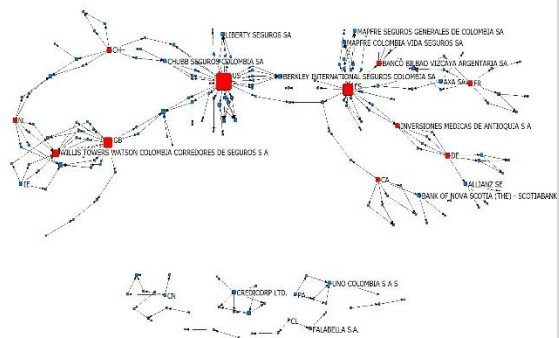 MAPFRE SEGUROS GENERALES DE COLOMBIA SA
LIBERTY SEGUROS SA
MAPFRE COLOMBIA VIDA SEGUROS SA
CH
CHUBB SEGUROS COLOMBIA SA
BANCO BILBAO VIZCAYA ARGENTARIA SA
US
BERKLEY INTERNATIONAL SEGUROS COLOMBIA SA
AXA SA
FR
ES
NL
INVERSIONES MEDICAS DE ANTIOQUIA S A
GB
WILLIS TOWERS WATSON COLOMBIA CORREDORES DE SEGUROS S A
DE
CA
IE
ALLIANZ SE
BANK OF NOVA SCOTIA (THE) - SCOTIABANK
UNO COLOMBIA S A S
CN
CREDICORP LTD.
PA
CL
FALABELLA S.A.